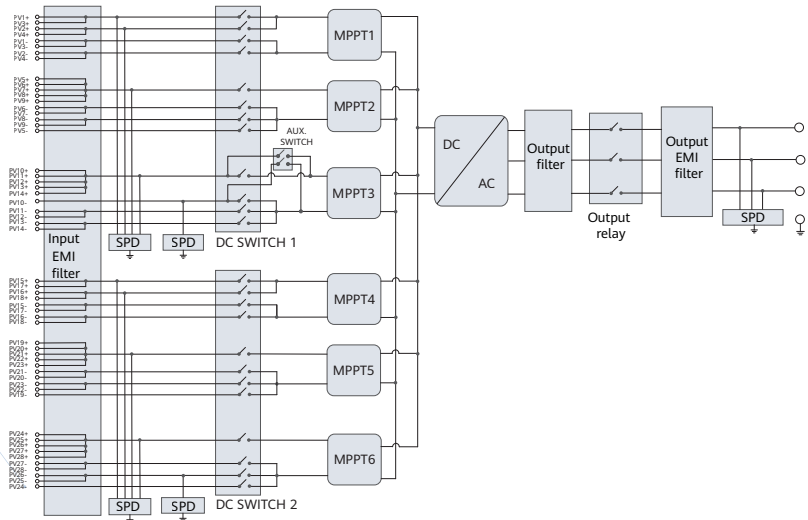 PV1+
PV3+
PV2+
PV4+
PV1-
PV3-
PV2-
PV4-
MPPT1
PV5+
PV6+
PV7+
PV8+
PV9+
PV6-
PV7-
PV8-
PV9-
PV5-
MPPT2
AUX.
SWITCH
PV10+
PV11+
PV12+
PV13+
PV14+
PV10-
PV11-
PV12-
PV13-
PV14-
MPPT3
Input
EMI
filter
SPD
SPD
DC SWITCH 1
DC
AC
Output
filter
Output
relay
Output
EMI
filter
SPD
PV15+
PV17+
PV16+
PV18+
PV15-
PV17-
PV16-
PV18-
MPPT4
PV19+
PV20+
PV21+
PV22+
PV23+
PV21-
PV20-
PV23-
PV22-
PV19-
MPPT5
PV24+
PV25+
PV26+
PV27+
PV28+
PV27-
PV28-
PV26-
PV25-
PV24-
MPPT6
SPD
SPD
DC SWITCH 2